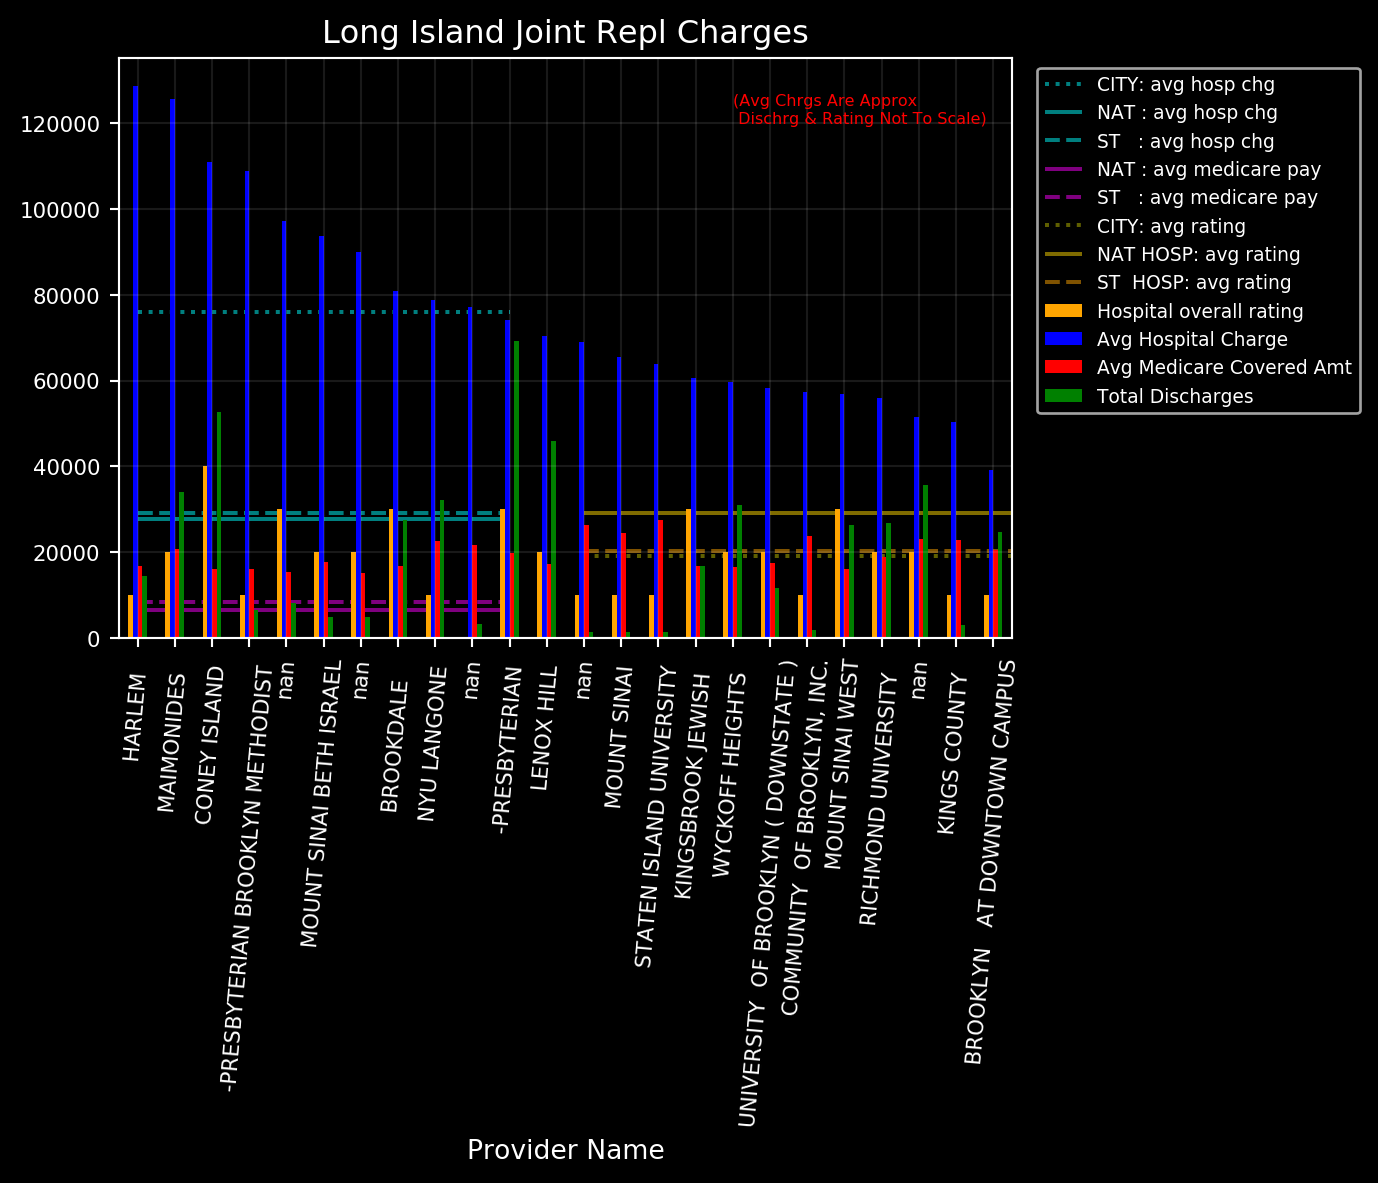 Long Island Joint Repl Charges
(Avg Chrgs Are Approx
Dischrg & Rating Not To Scale)
120000
100000
80000
60000
40000
20000
0
CITY: avg hosp chg
NAT : avg hosp chg
ST : avg hosp chg
NAT : avg medicare pay
ST : avg medicare pay
CITY: avg rating
NAT HOSP: avg rating
ST HOSP: avg rating
Hospital overall rating
Avg Hospital Charge
Avg Medicare Covered Amt
Total Discharges
HARLEM
MAIMONIDES
CONEY ISLAND
-PRESBYTERIAN BROOKLYN METHODIST
nan
MOUNT SINAI BETH ISRAEL
nan
BROOKDALE
NYU LANGONE
nan
-PRESBYTERIAN
LENOX HILL
nan
MOUNT SINAI
STATEN ISLAND UNIVERSITY
KINGSBROOK JEWISH
WYCKOFF HEIGHTS
UNIVERSITY OF BROOKLYN ( DOWNSTATE )
COMMUNITY OF BROOKLYN, INC.
MOUNT SINAI WEST
RICHMOND UNIVERSITY
nan
KINGS COUNTY
BROOKLYN AT DOWNTOWN CAMPUS
Provider Name